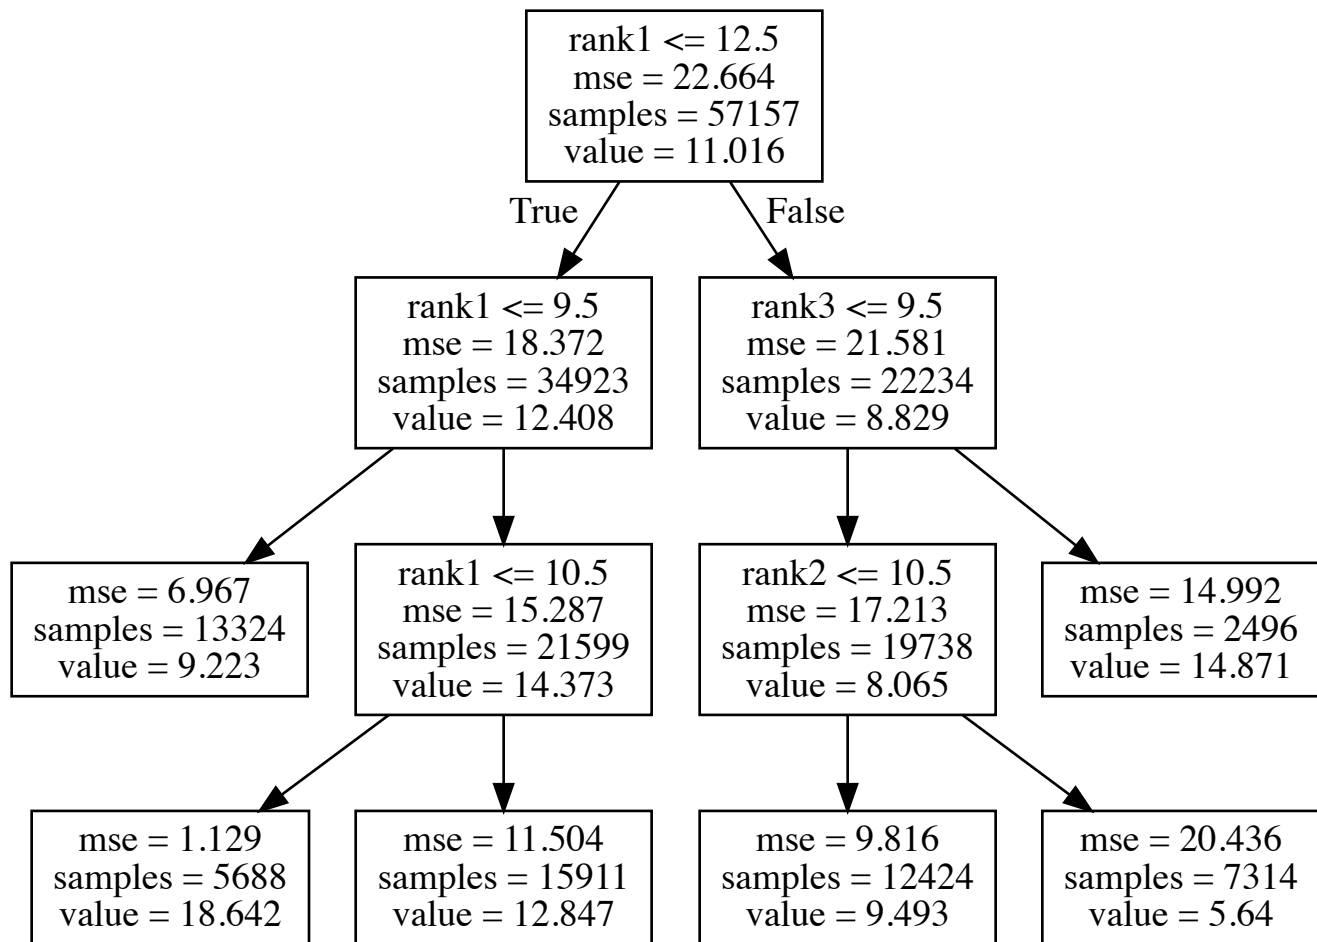 rank1 <= 12.5
mse = 22.664
samples = 57157
value = 11.016
True
False
rank1 <= 9.5
mse = 18.372
samples = 34923
value = 12.408
rank3 <= 9.5
mse = 21.581
samples = 22234
value = 8.829
mse = 6.967
samples = 13324
value = 9.223
rank1 <= 10.5
mse = 15.287
samples = 21599
value = 14.373
rank2 <= 10.5
mse = 17.213
samples = 19738
value = 8.065
mse = 14.992
samples = 2496
value = 14.871
mse = 1.129
samples = 5688
value = 18.642
mse = 11.504
samples = 15911
value = 12.847
mse = 9.816
samples = 12424
value = 9.493
mse = 20.436
samples = 7314
value = 5.64